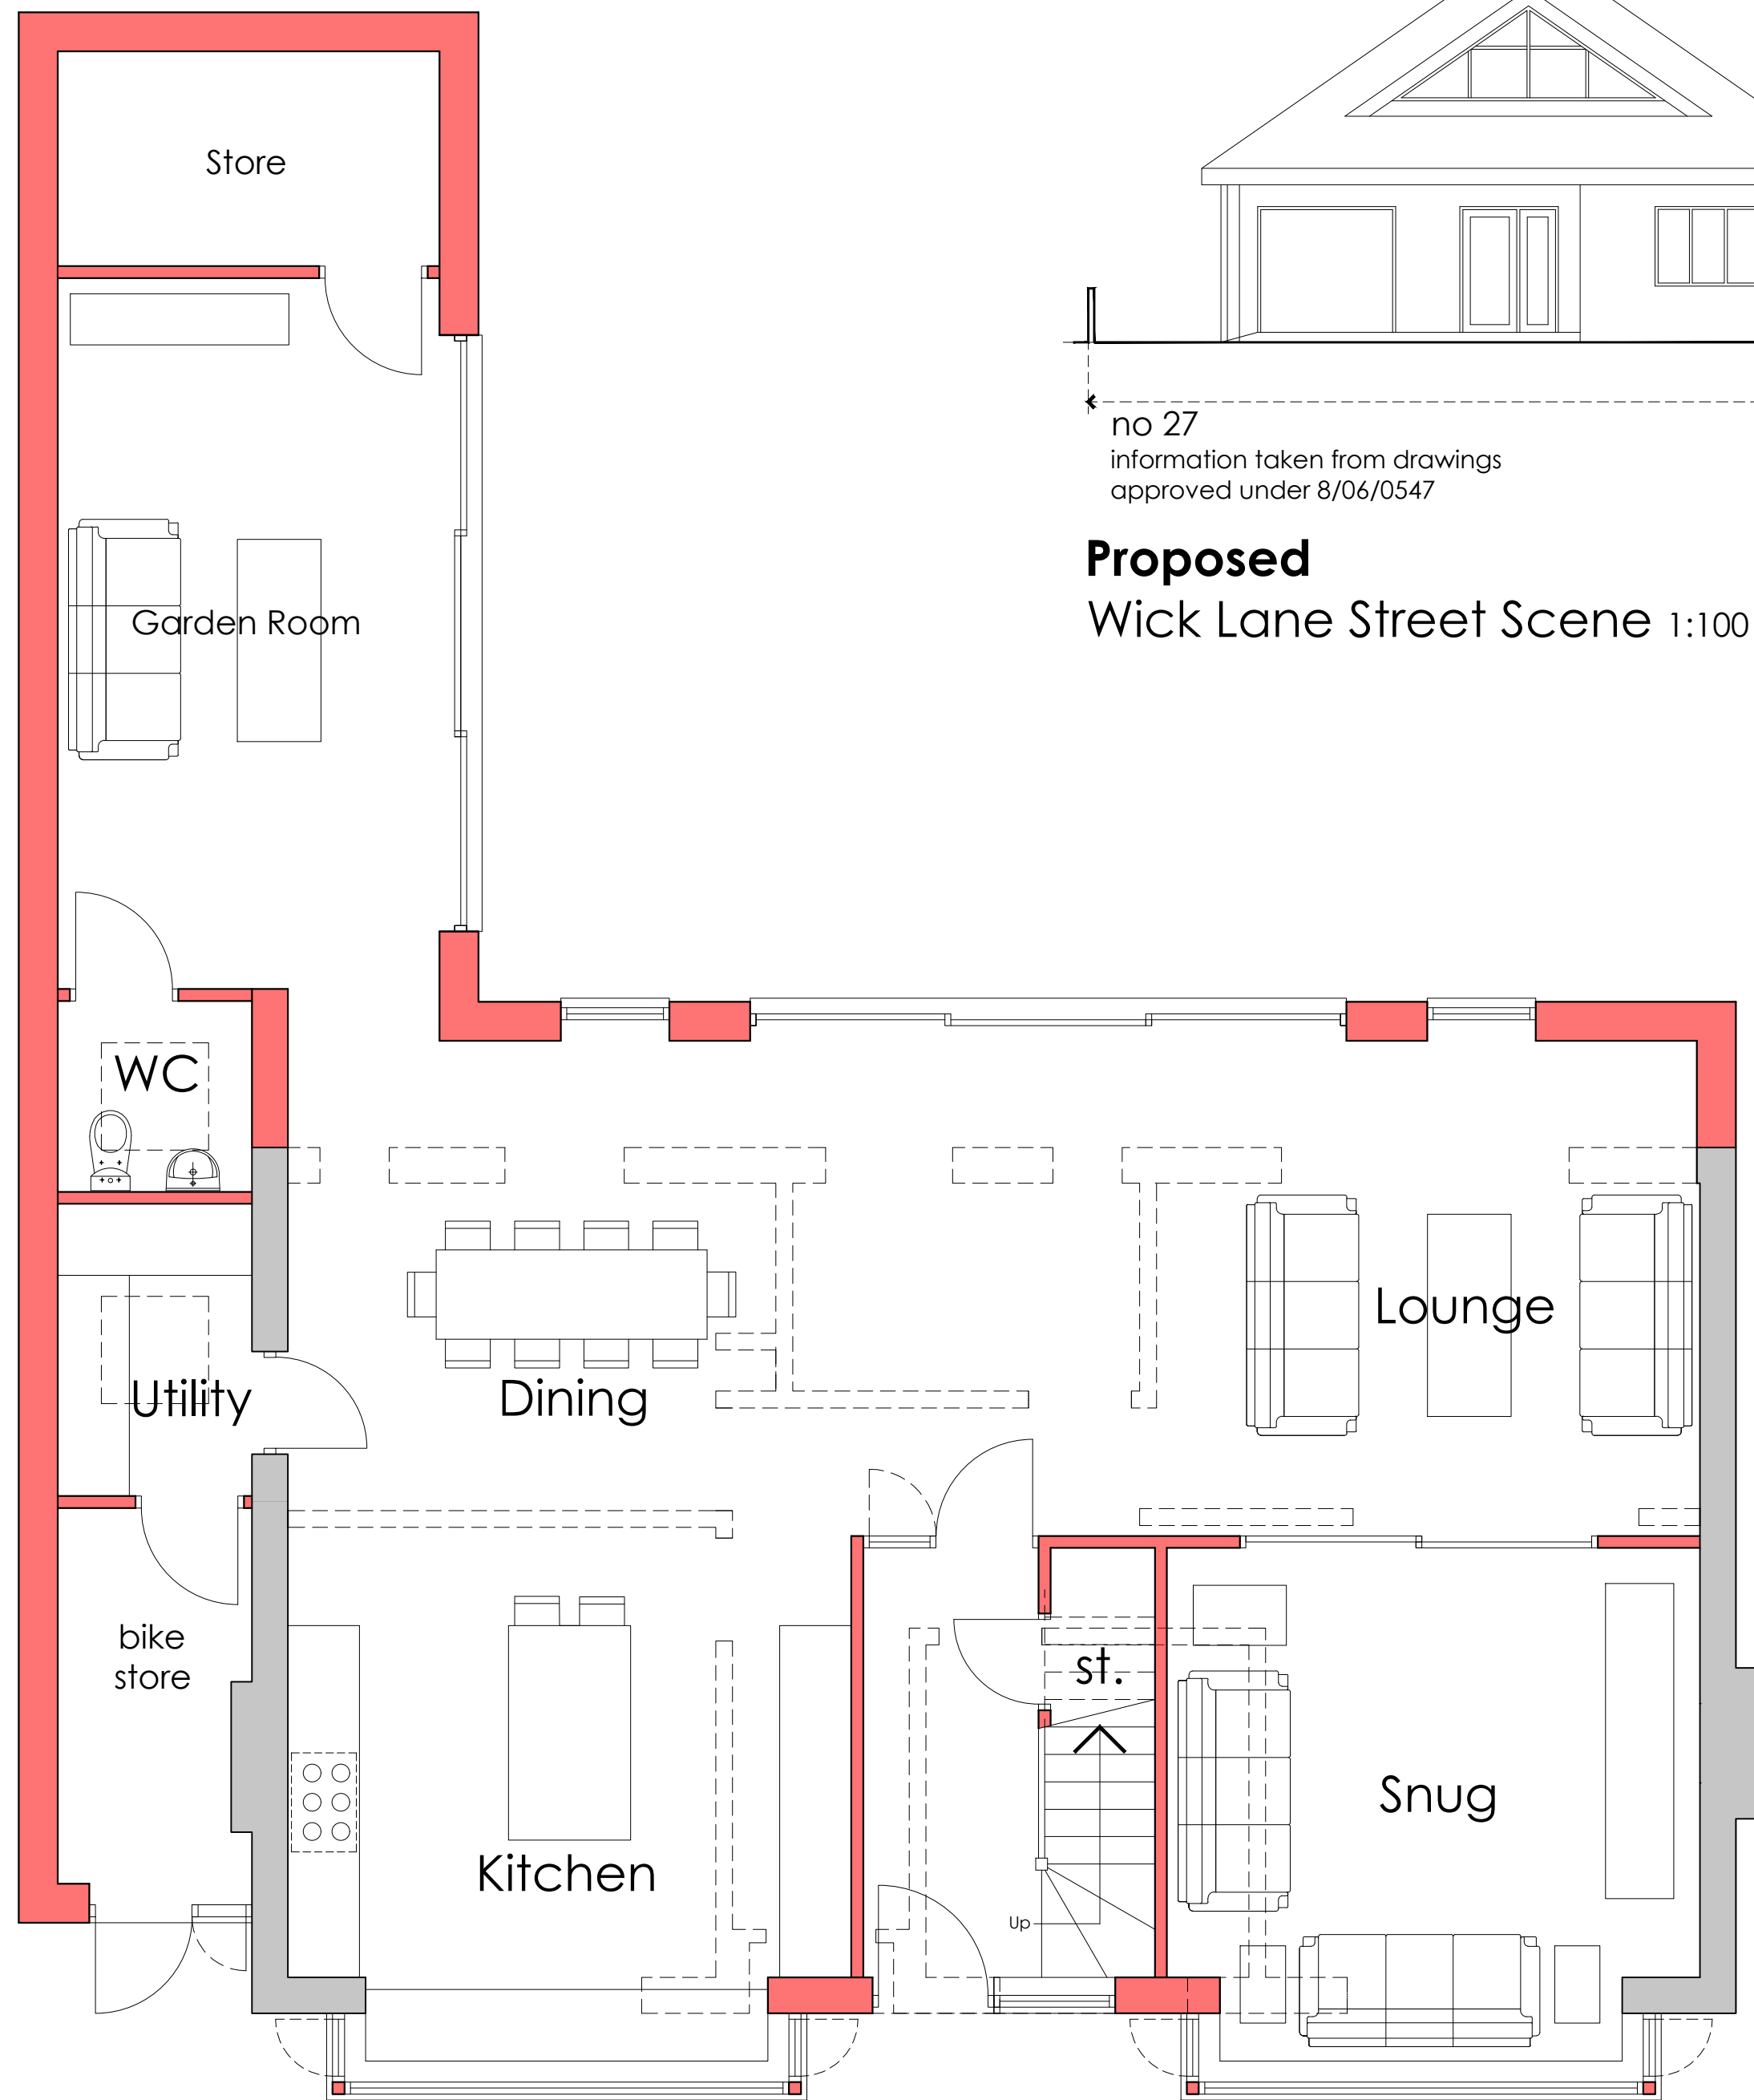 Store
no 27
information taken from drawings
approved under 8/06/0547
Proposed
Wick Lane Street Scene 1:100
Garden Room
WC
Lounge
Utility
Dining
bike
store
st.
Snug
Kitchen
Up